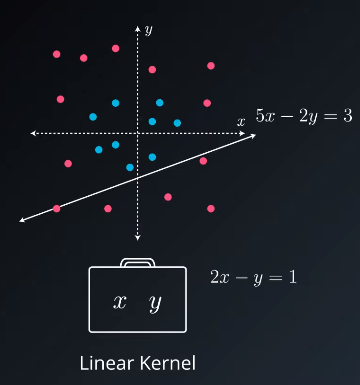 y
x
5x − 2y = 3
2x − y = 1
x y
Linear Kernel